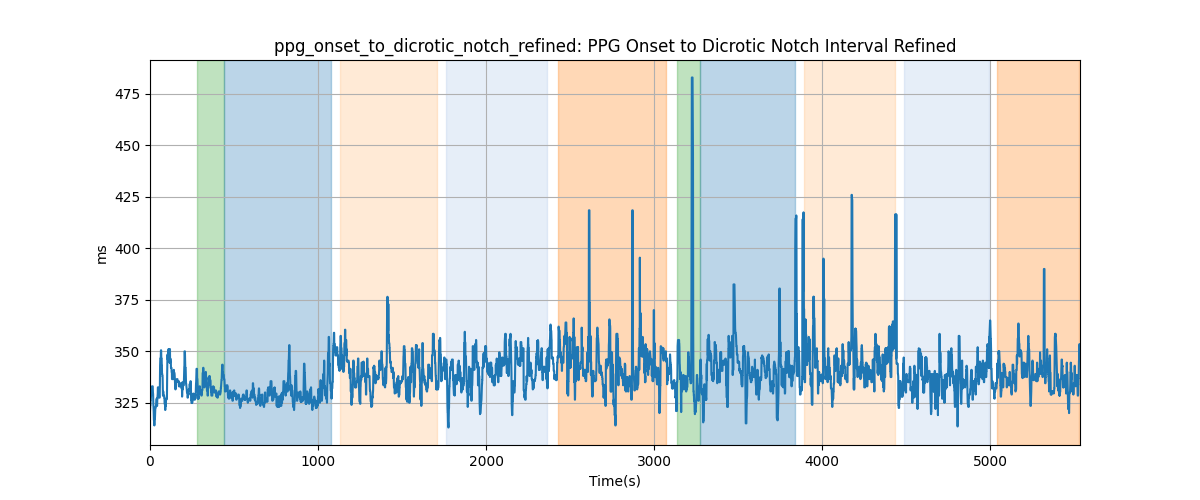 ppg_onset_to_dicrotic_notch_refined: PPG Onset to Dicrotic Notch Interval Refined
475
450
425
400
375
350
325
ms
0 1000 2000 3000 4000 5000
Time(s)